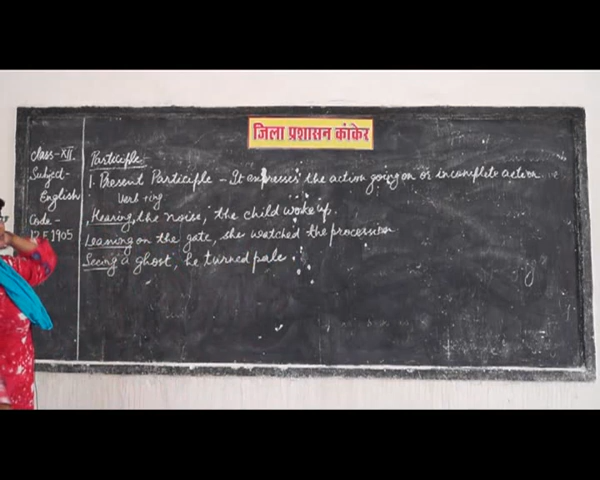 जिला प्रशासन कांकेर
Class - XII.
Subject -
English
Code -
12 E 1905
Participle
1. Present Participle - It expresses the action going on or incomplete action.
Verb + ing
Hearing the noise, the child woke up.
Leaning on the gate, she watched the procession
Seeing a ghost, he turned pale.